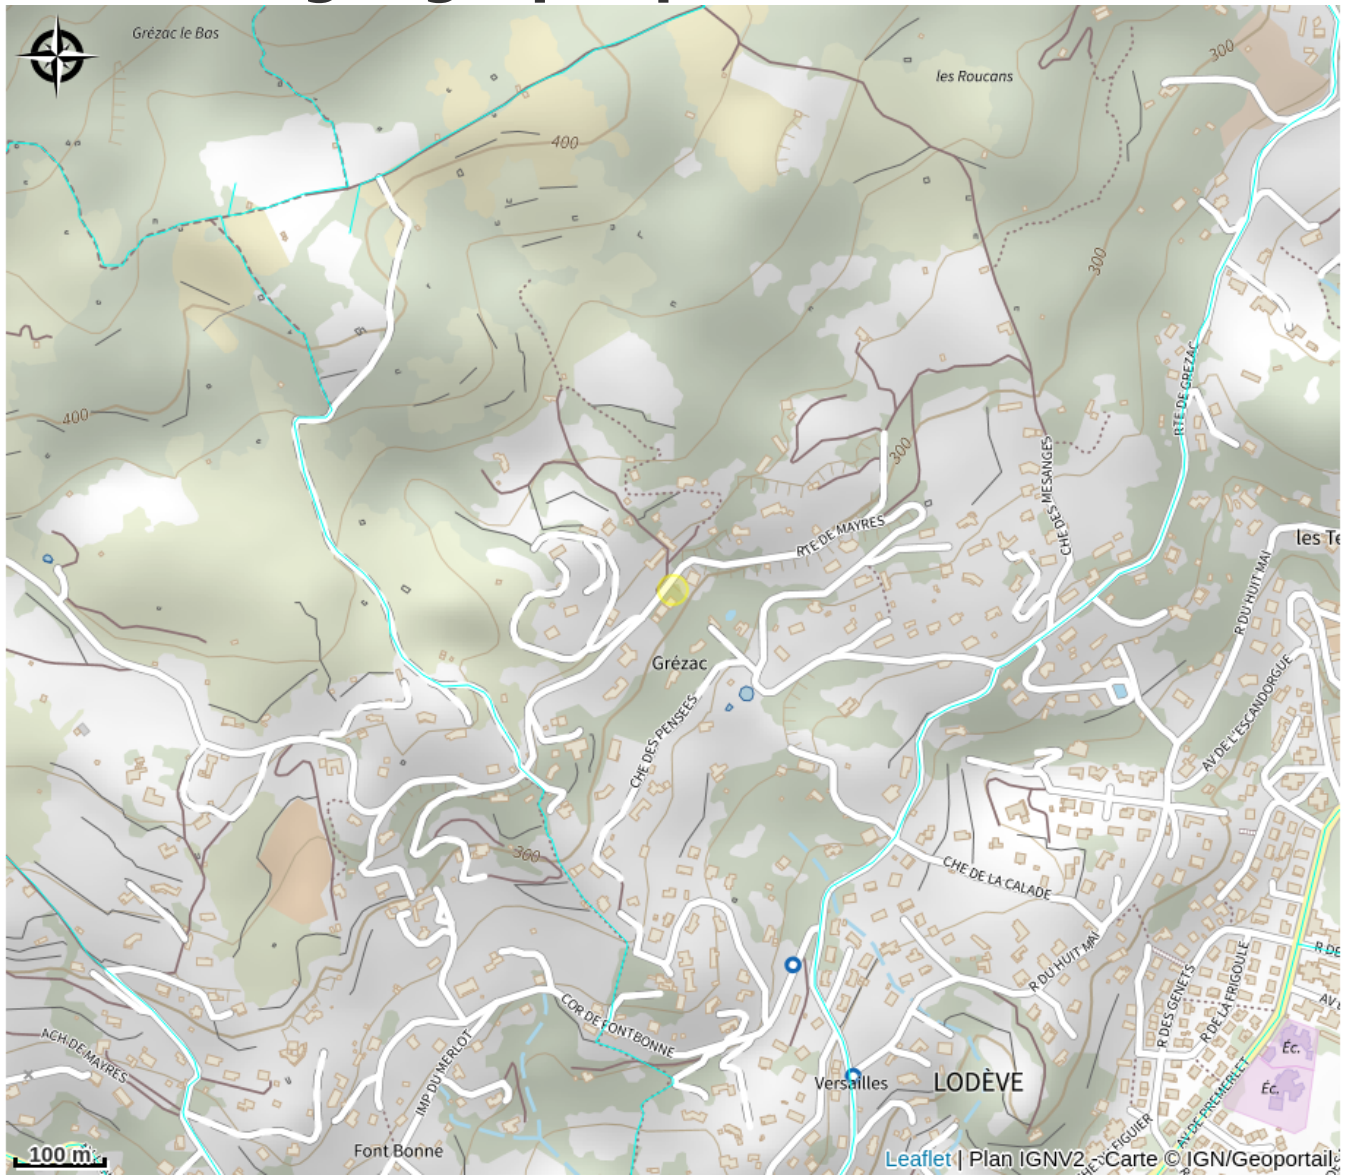 Grézac le Bas
300
les Roucans
400
300
RTE DE GREZAC
400
300
CHE DES MESANGES
RTE DE MAYRES
les Te
R DU HUIT MAI
Grézac
AV DE L'ESCANDORGUE
CHE DES PENSEES
300
CHE DE LA CALADE
R DU HUIT MAI
R DE LA FRIGOULE
R DES GENETS
R DE
AV D
COR DE FONTBONNE
ACH DE MAYRES
IMP DU MERLOT
Éc.
Éc.
Versailles
LODÈVE
AV DE PREMERLET
FIGUIER
Font Bonne
100 m
Leaflet | Plan IGNV2 - Carte © IGN/Geoportail